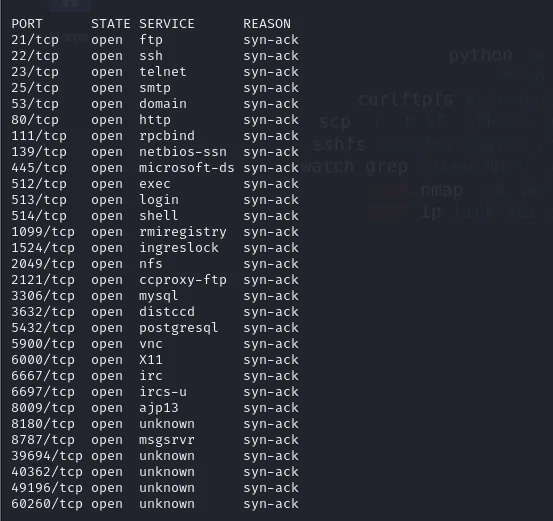 PORT STATE SERVICE REASON
21/tcp open ftp syn-ack
22/tcp open ssh syn-ack
23/tcp open telnet syn-ack
25/tcp open smtp syn-ack
53/tcp open domain syn-ack
80/tcp open http syn-ack
111/tcp open rpcbind syn-ack
139/tcp open netbios-ssn syn-ack
445/tcp open microsoft-ds syn-ack
512/tcp open exec syn-ack
513/tcp open login syn-ack
514/tcp open shell syn-ack
1099/tcp open rmiregistry syn-ack
1524/tcp open ingreslock syn-ack
2049/tcp open nfs syn-ack
2121/tcp open ccproxy-ftp syn-ack
3306/tcp open mysql syn-ack
3632/tcp open distccd syn-ack
5432/tcp open postgresql syn-ack
5900/tcp open vnc syn-ack
6000/tcp open X11 syn-ack
6667/tcp open irc syn-ack
6697/tcp open ircs-u syn-ack
8009/tcp open ajp13 syn-ack
8180/tcp open unknown syn-ack
8787/tcp open msgsrvr syn-ack
39694/tcp open unknown syn-ack
40362/tcp open unknown syn-ack
49196/tcp open unknown syn-ack
60260/tcp open unknown syn-ack
python
curlftpfs
scp
sshfs
watch grep
nmap
ip